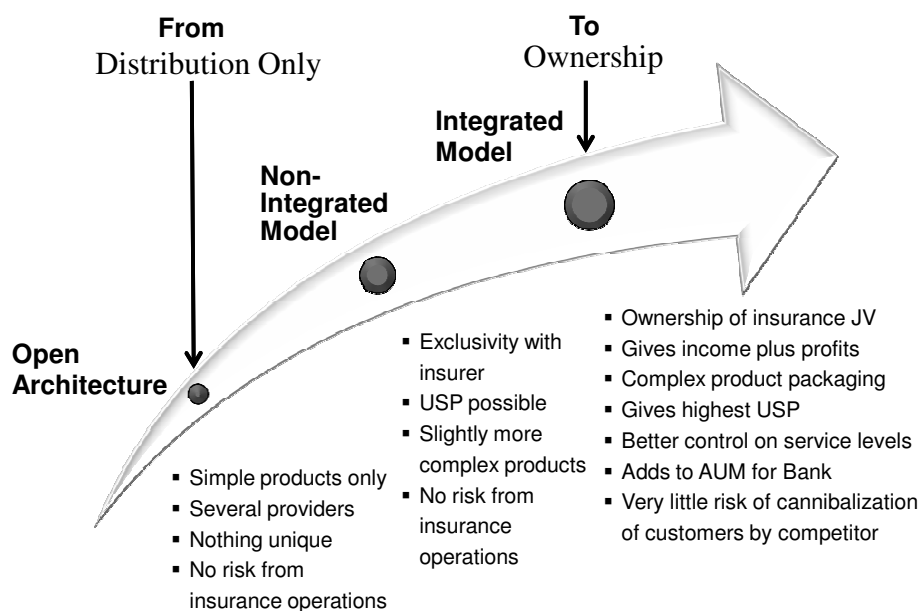 From
Distribution Only
To
Ownership
Integrated
Model
Non-
Integrated
Model
Open
Architecture
▪ Simple products only
▪ Several providers
▪ Nothing unique
▪ No risk from
insurance operations
▪ Exclusivity with
insurer
▪ USP possible
▪ Slightly more
complex products
▪ No risk from
insurance
operations
▪ Ownership of insurance JV
▪ Gives income plus profits
▪ Complex product packaging
▪ Gives highest USP
▪ Better control on service levels
▪ Adds to AUM for Bank
▪ Very little risk of cannibalization
of customers by competitor